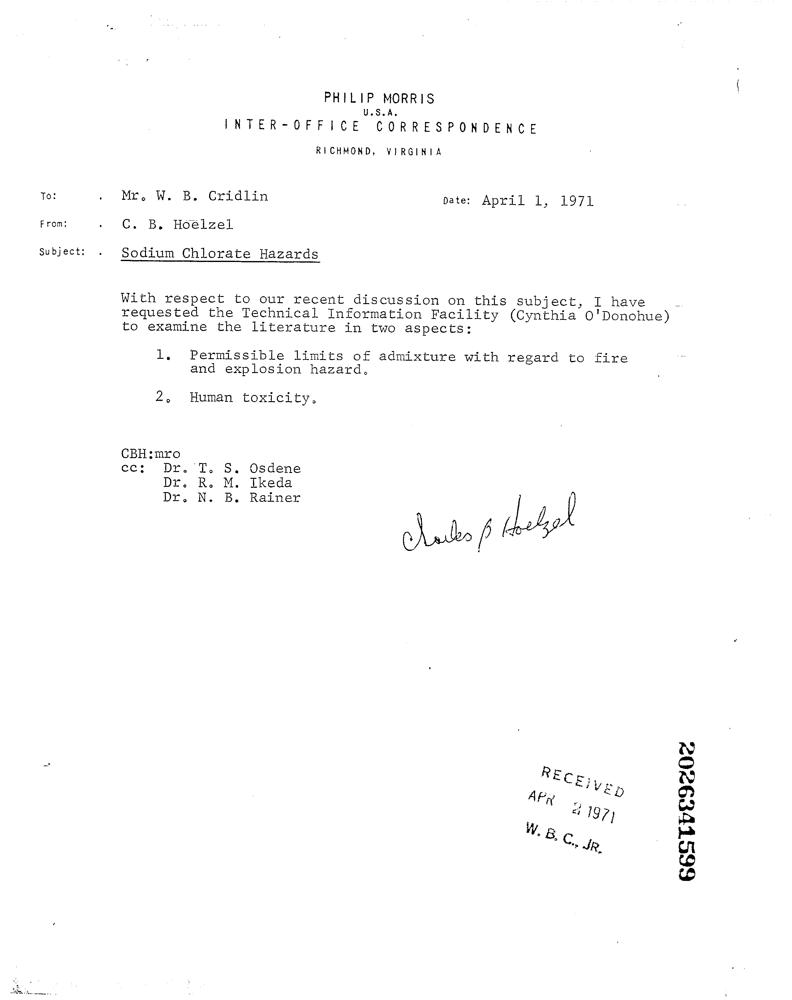 PHILIP MORRIS
U.S.A.
INTER-OFFICE CORRESPONDENCE
RICHMOND, VIRGINIA
To: . Mr. W. B. Cridlin Date: April 1, 1971
From: . C. B. Hoelzel
Subject: . Sodium Chlorate Hazards
With respect to our recent discussion on this subject, I have
requested the Technical Information Facility (Cynthia O'Donohue)
to examine the literature in two aspects:
1. Permissible limits of admixture with regard to fire
and explosion hazard.
2. Human toxicity.
CBH:mro
cc: Dr. T. S. Osdene
Dr. R. M. Ikeda
Dr. N. B. Rainer
Charles B Hoelzel
RECEIVED
APR 2 1971
W. B. C., JR.
2026341599